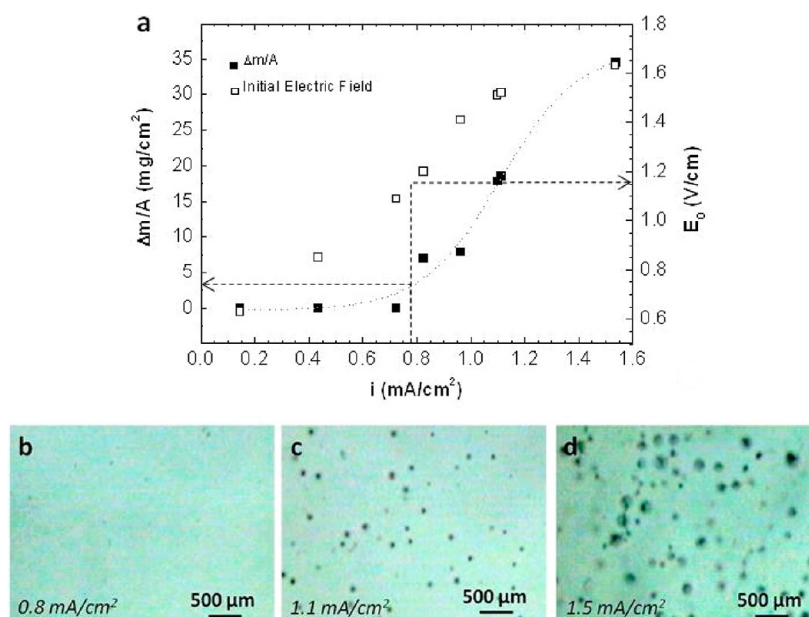 a
Δm/A
Initial Electric Field
Δm/A (mg/cm²)
35
30
25
20
15
10
5
0
1.8
1.6
1.4
1.2
1.0
0.8
0.6
E₀ (V/cm)
0.0 0.2 0.4 0.6 0.8 1.0 1.2 1.4 1.6
i (mA/cm²)
b
0.8 mA/cm²
500 µm
c
1.1 mA/cm²
500 µm
d
1.5 mA/cm²
500 µm